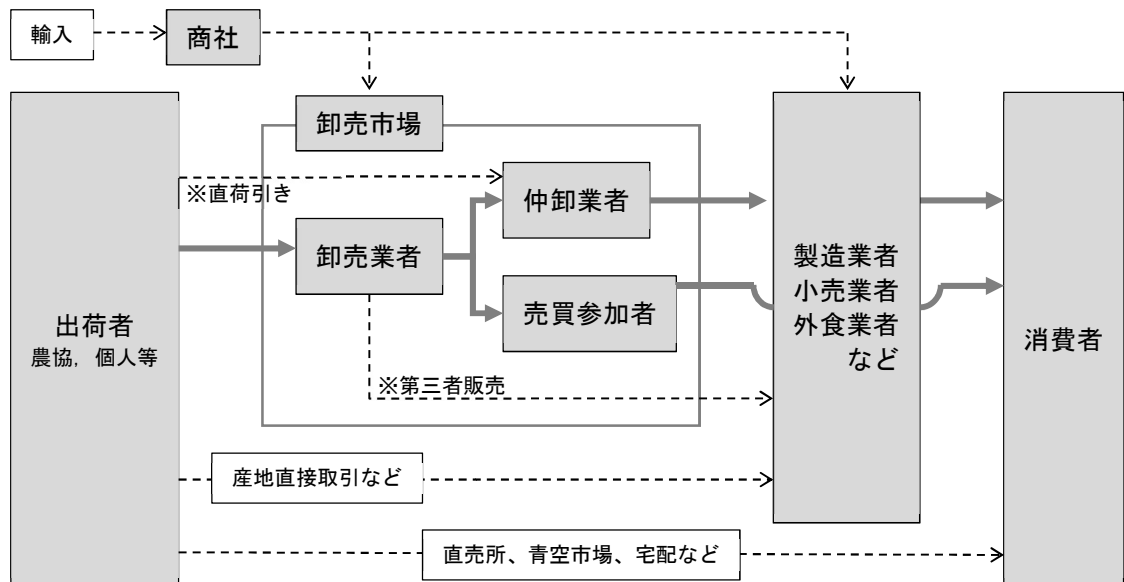 輸入
商社
卸売市場
※直荷引き
仲卸業者
卸売業者
売買参加者
製造業者
小売業者
外食業者
など
出荷者
農協，個人等
消費者
※第三者販売
産地直接取引など
直売所、青空市場、宅配など